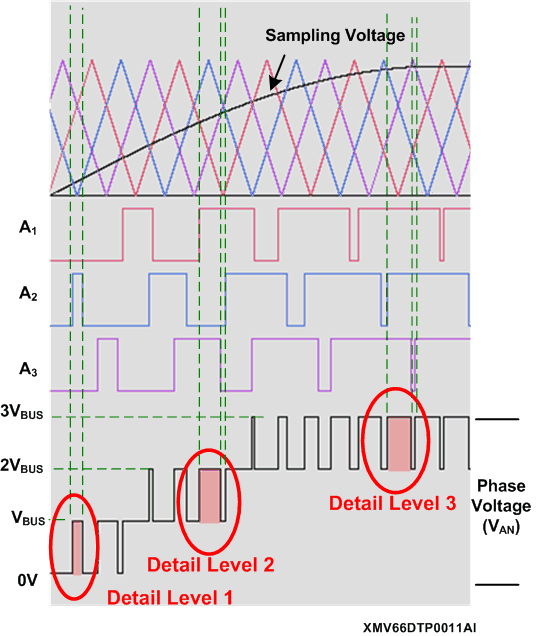 Sampling Voltage
A1
A2
A3
3VBUS
2VBUS
VBUS
0V
Detail Level 3
Detail Level 2
Detail Level 1
Phase
Voltage
(VAN)
XMV66DTP0011AI